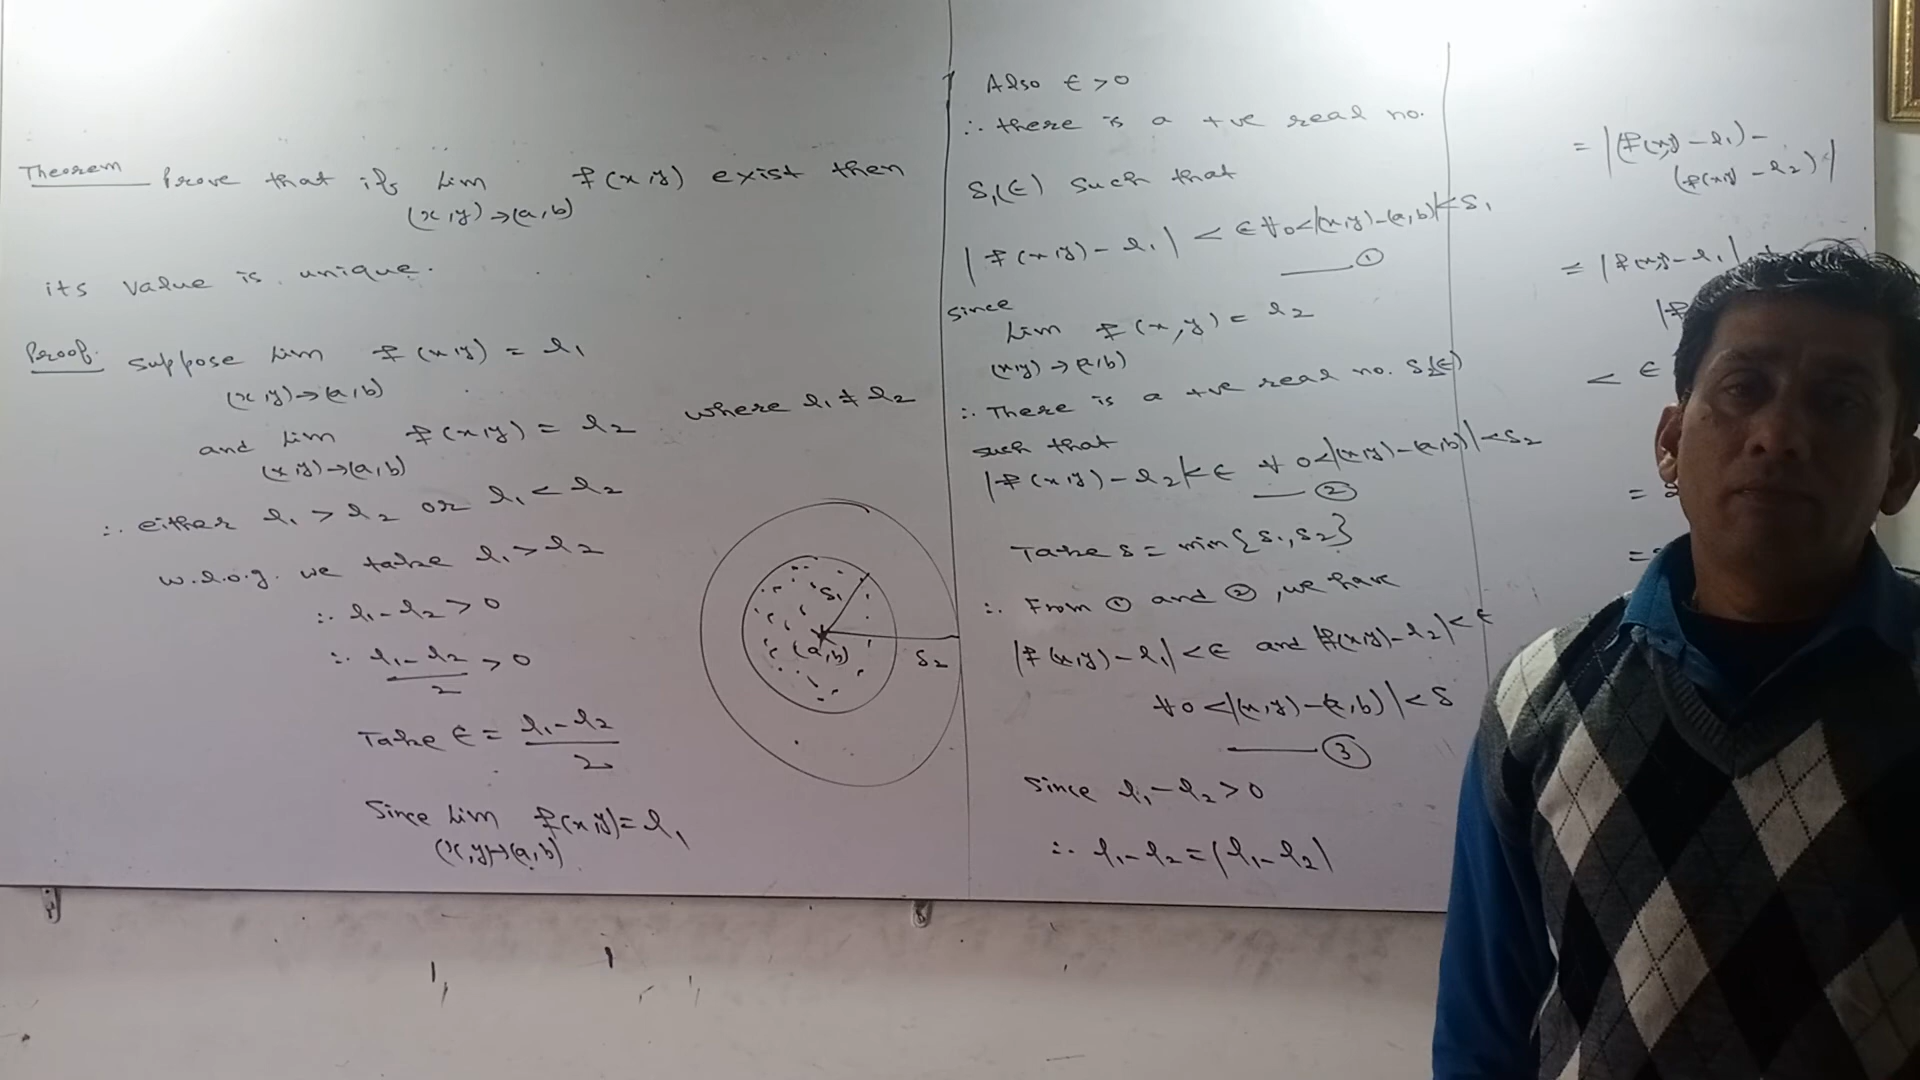 Theorem Prove that if Lim f(x,y) exist then
(x,y)→(a,b)
its value is unique.
Proof. Suppose Lim f(x,y) = l₁
(x,y)→(a,b)
and Lim f(x,y) = l₂ where l₁ ≠ l₂
(x,y)→(a,b)
∴ either l₁ > l₂ or l₁ < l₂
w.l.o.g. we take l₁ > l₂
∴ l₁ - l₂ > 0
∴ (l₁ - l₂)/2 > 0
Take ϵ = (l₁ - l₂)/2
Since Lim f(x,y) = l₁
(x,y)→(a,b)
δ₁
(a,b)
δ₂
Also ϵ > 0
∴ there is a +ve real no.
δ₁(ϵ) such that
|f(x,y) - l₁| < ϵ ∀ 0<|(x,y)-(a,b)|<δ₁
—— ①
Since
Lim f(x,y) = l₂
(x,y)→(a,b)
∴ There is a +ve real no. δ₂(ϵ)
such that
|f(x,y) - l₂| < ϵ ∀ 0<|(x,y)-(a,b)|<δ₂
—— ②
Take δ = min{δ₁, δ₂}
∴ From ① and ②, we have
|f(x,y) - l₁| < ϵ and |f(x,y) - l₂| < ϵ
∀ 0 < |(x,y)-(a,b)| < δ
—— ③
Since l₁ - l₂ > 0
∴ l₁ - l₂ = |l₁ - l₂|
= |(f(x,y) - l₁) -
(f(x,y) - l₂)|
≤ |f(x,y) - l₁| +
|f
< ϵ
= 2
=